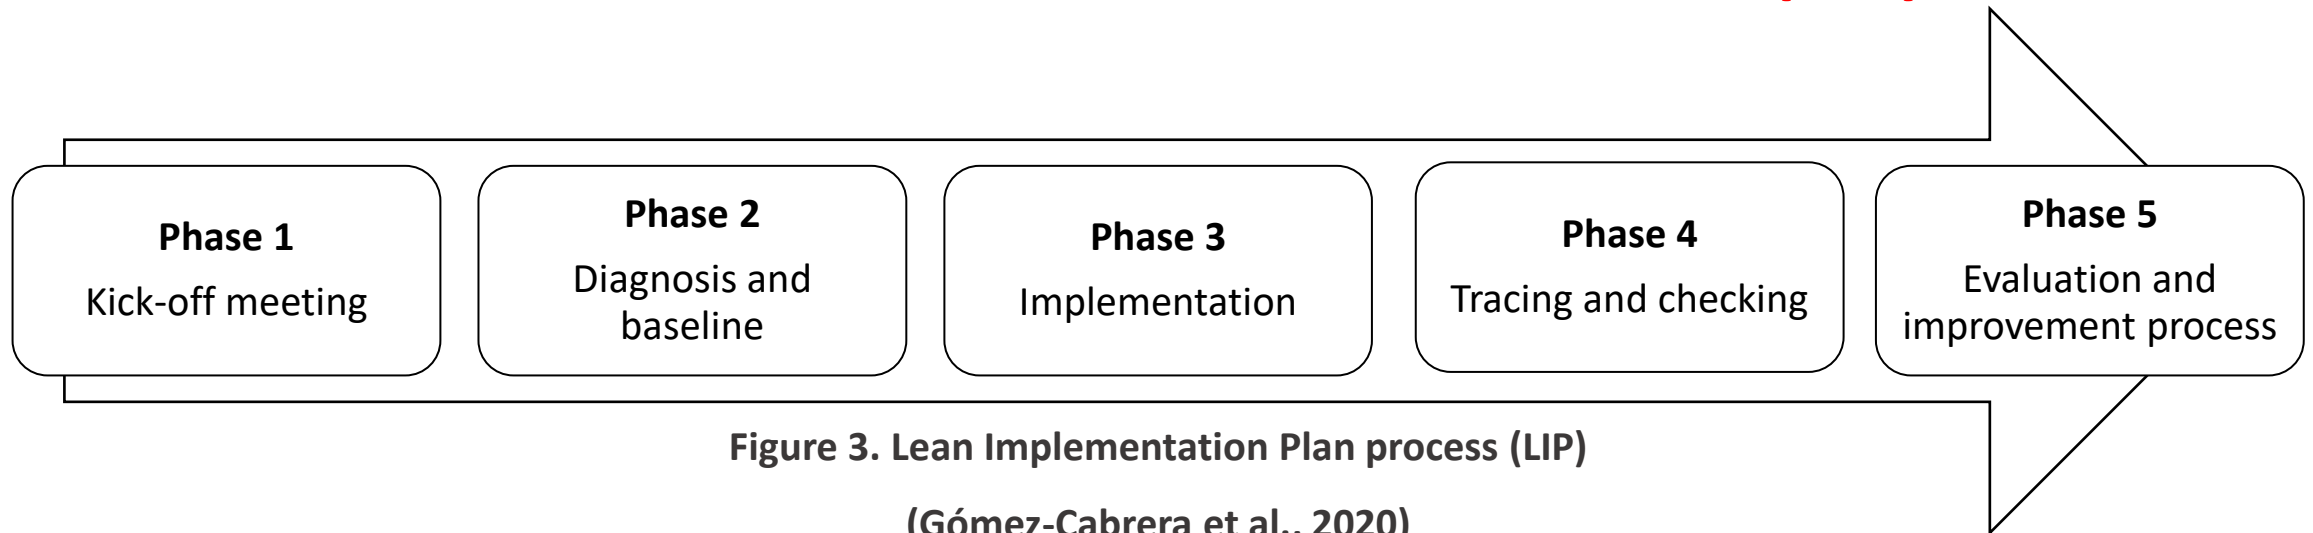 Phase 1
Kick-off meeting
Phase 2
Diagnosis and
baseline
Phase 3
Implementation
Phase 4
Tracing and checking
Phase 5
Evaluation and
improvement process
Figure 3. Lean Implementation Plan process (LIP)
(Gómez-Cabrera et al., 2020)